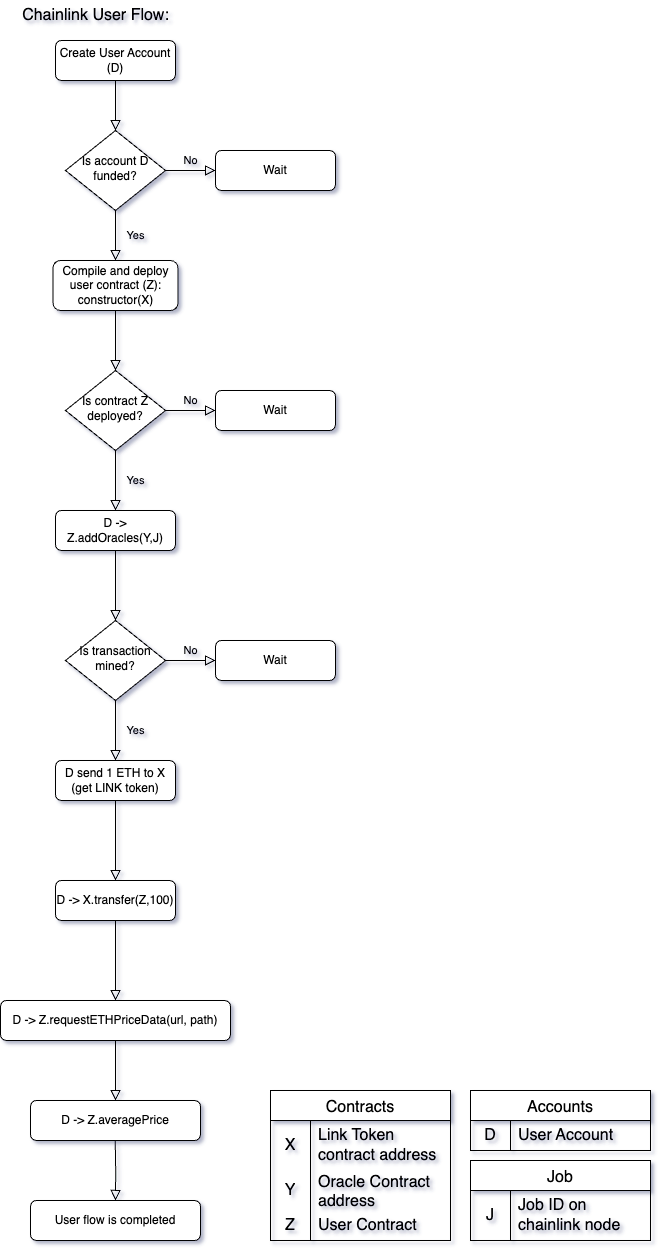 Chainlink User Flow:
Create User Account
(D)
Is account D
funded?
No
Wait
Yes
Compile and deploy
user contract (Z):
constructor(X)
Is contract Z
deployed?
No
Wait
Yes
D ->
Z.addOracles(Y,J)
Is transaction
mined?
No
Wait
Yes
D send 1 ETH to X
(get LINK token)
D -> X.transfer(Z,100)
D -> Z.requestETHPriceData(url, path)
D -> Z.averagePrice
User flow is completed
Contracts
X
Link Token
contract address
Y
Oracle Contract
address
Z
User Contract
Accounts
D
User Account
Job
J
Job ID on
chainlink node